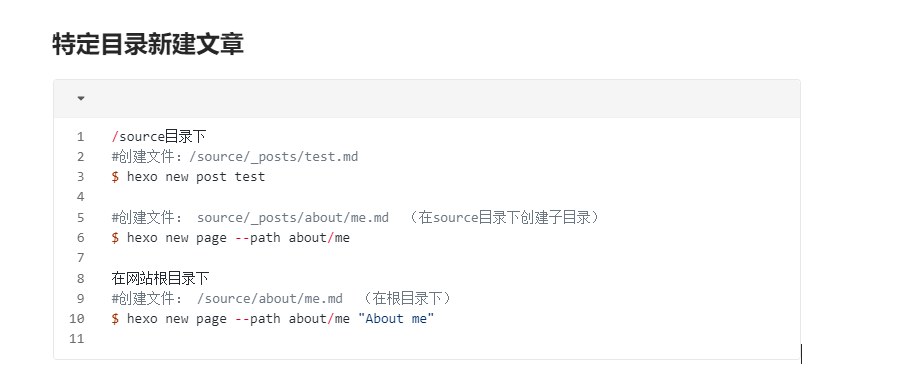 特定目录新建文章
1 /source目录下
2 #创建文件：/source/_posts/test.md
3 $ hexo new post test
4
5 #创建文件： source/_posts/about/me.md （在source目录下创建子目录）
6 $ hexo new page --path about/me
7
8 在网站根目录下
9 #创建文件： /source/about/me.md （在根目录下）
10 $ hexo new page --path about/me "About me"
11